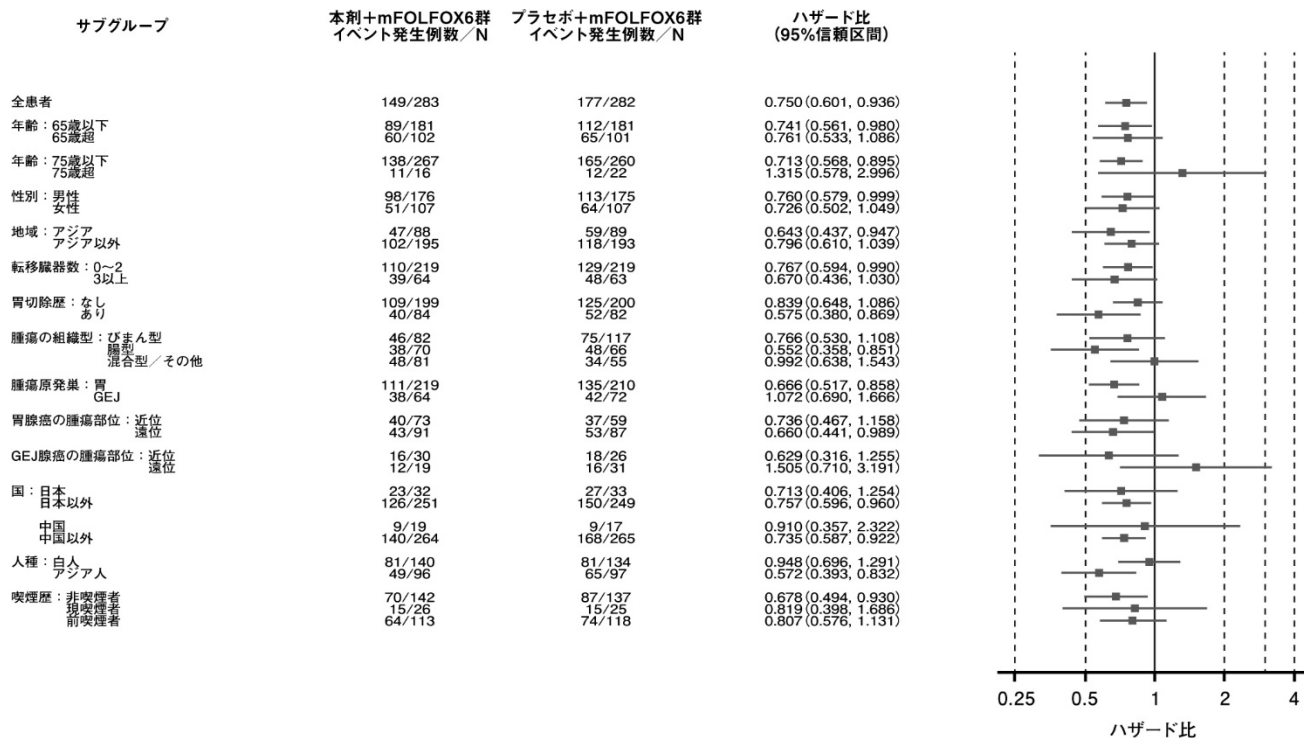 サブグループ 本剤+mFOLFOX6群 プラセボ+mFOLFOX6群 ハザード比
イベント発生例数/N イベント発生例数/N (95%信頼区間)
全患者 149/283 177/282 0.750(0.601, 0.936)
年齢:65歳以下 89/181 112/181 0.741(0.561, 0.980)
65歳超 60/102 65/101 0.761(0.533, 1.086)
年齢:75歳以下 138/267 165/260 0.713(0.568, 0.895)
75歳超 11/16 12/22 1.315(0.578, 2.996)
性別:男性 98/176 113/175 0.760(0.579, 0.999)
女性 51/107 64/107 0.726(0.502, 1.049)
地域:アジア 47/88 59/89 0.643(0.437, 0.947)
アジア以外 102/195 118/193 0.796(0.610, 1.039)
転移臓器数:0〜2 110/219 129/219 0.767(0.594, 0.990)
3以上 39/64 48/63 0.670(0.436, 1.030)
胃切除歴:なし 109/199 125/200 0.839(0.648, 1.086)
あり 40/84 52/82 0.575(0.380, 0.869)
腫瘍の組織型:びまん型 46/82 75/117 0.766(0.530, 1.108)
腸型 38/70 48/66 0.552(0.358, 0.851)
混合型/その他 48/81 34/55 0.992(0.638, 1.543)
腫瘍原発巣:胃 111/219 135/210 0.666(0.517, 0.858)
GEJ 38/64 42/72 1.072(0.690, 1.666)
胃腺癌の腫瘍部位:近位 40/73 37/59 0.736(0.467, 1.158)
遠位 43/91 53/87 0.660(0.441, 0.989)
GEJ腺癌の腫瘍部位:近位 16/30 18/26 0.629(0.316, 1.255)
遠位 12/19 16/31 1.505(0.710, 3.191)
国:日本 23/32 27/33 0.713(0.406, 1.254)
日本以外 126/251 150/249 0.757(0.596, 0.960)
中国 9/19 9/17 0.910(0.357, 2.322)
中国以外 140/264 168/265 0.735(0.587, 0.922)
人種:白人 81/140 81/134 0.948(0.696, 1.291)
アジア人 49/96 65/97 0.572(0.393, 0.832)
喫煙歴:非喫煙者 70/142 87/137 0.678(0.494, 0.930)
現喫煙者 15/26 15/25 0.819(0.398, 1.686)
前喫煙者 64/113 74/118 0.807(0.576, 1.131)
0.25 0.5 1 2 4
ハザード比